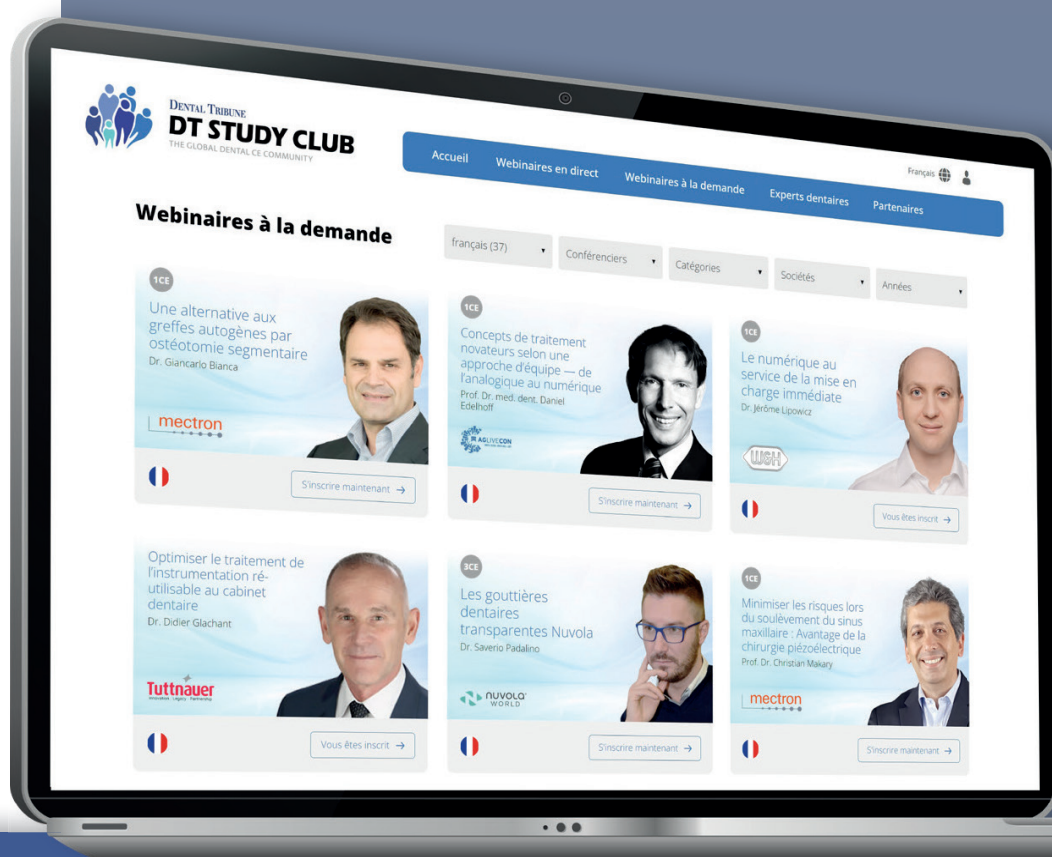 DENTAL TRIBUNE
DT STUDY CLUB
THE GLOBAL DENTAL CE COMMUNITY
Français
Accueil Webinaires en direct Webinaires à la demande Experts dentaires Partenaires
Webinaires à la demande
français (37) Conférenciers Catégories Sociétés Années
1CE
Une alternative aux
greffes autogènes par
ostéotomie segmentaire
Dr. Giancarlo Bianca
mectron
S'inscrire maintenant →
1CE
Concepts de traitement
novateurs selon une
approche d'équipe — de
l'analogique au numérique
Prof. Dr. med. dent. Daniel
Edelhoff
AGLIVECON
S'inscrire maintenant →
1CE
Le numérique au
service de la mise en
charge immédiate
Dr. Jérôme Lipowicz
W&H
Vous êtes inscrit →
Optimiser le traitement de
l'instrumentation ré-
utilisable au cabinet
dentaire
Dr. Didier Glachant
Tuttnauer
Vous êtes inscrit →
3CE
Les gouttières
dentaires
transparentes Nuvola
Dr. Saverio Padalino
NUVOLA
WORLD
S'inscrire maintenant →
1CE
Minimiser les risques lors
du soulèvement du sinus
maxillaire : Avantage de la
chirurgie piézoélectrique
Prof. Dr. Christian Makary
mectron
S'inscrire maintenant →